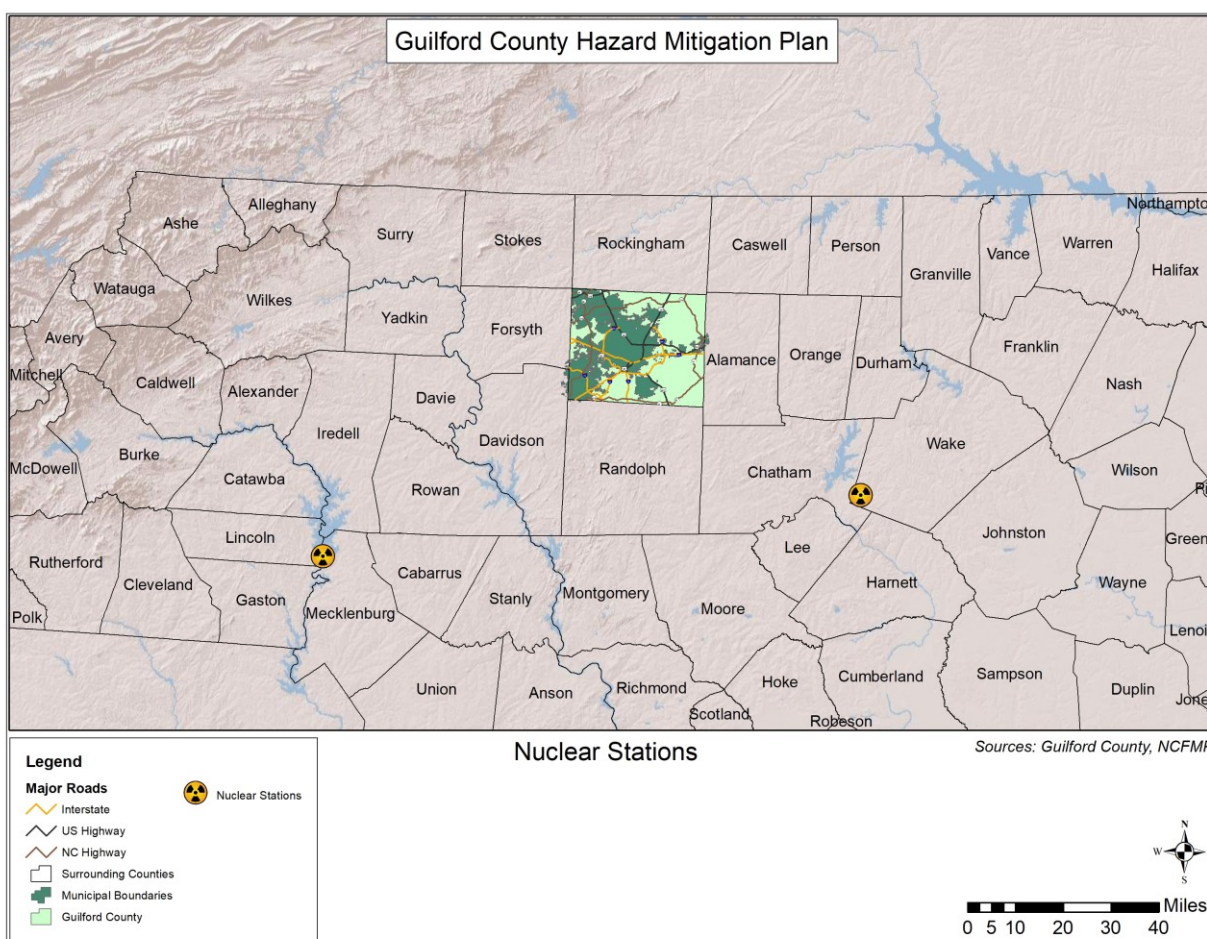 Guilford County Hazard Mitigation Plan
Northampto
Alleghany
Ashe
Surry
Stokes
Rockingham
Caswell
Person
Granville
Vance
Warren
Halifax
Watauga
Wilkes
Yadkin
Forsyth
Alamance
Orange
Durham
Franklin
Nash
Avery
Mitchell
Caldwell
Alexander
Davie
Iredell
Davidson
Randolph
Chatham
Wake
Wilson
McDowell
Burke
Catawba
Rowan
Johnston
Lincoln
Lee
Green
Rutherford
Cleveland
Gaston
Cabarrus
Stanly
Montgomery
Moore
Harnett
Wayne
Polk
Mecklenburg
Lenoi
Union
Anson
Richmond
Scotland
Hoke
Cumberland
Robeson
Sampson
Duplin
Jone
Nuclear Stations
Sources: Guilford County, NCFMP
Legend
Major Roads
Interstate
US Highway
NC Highway
Surrounding Counties
Municipal Boundaries
Guilford County
Nuclear Stations
N
W
S
Miles
0 5 10 20 30 40